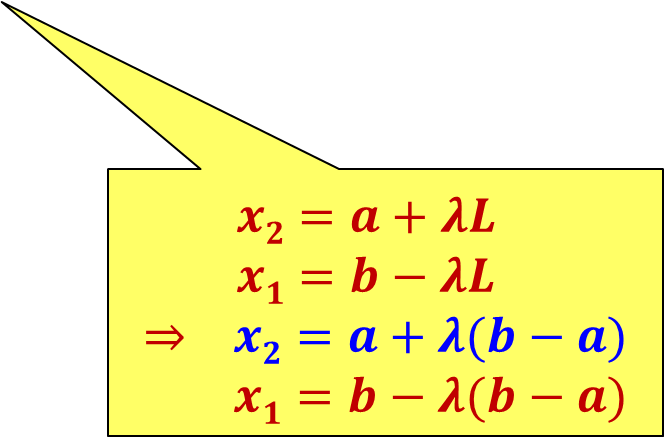 x₂ = a + λL
x₁ = b − λL
⇒ x₂ = a + λ(b − a)
x₁ = b − λ(b − a)